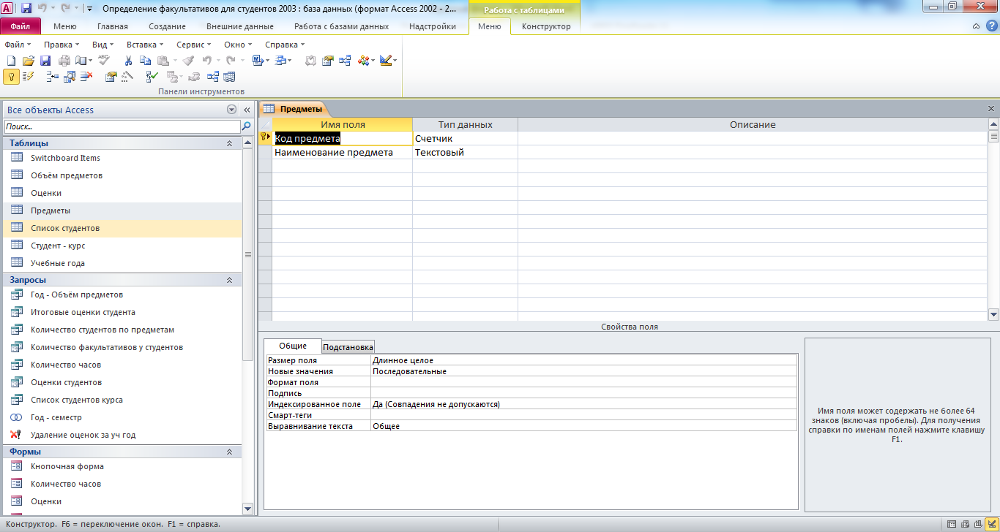 Определение факультативов для студентов 2003 : база данных (формат Access 2002 - 2...
Работа с таблицами
Файл Меню Главная Создание Внешние данные Работа с базами данных Надстройки Меню Конструктор
Файл Правка Вид Вставка Сервис Окно Справка
Панели инструментов
Все объекты Access
Поиск...
Таблицы
Switchboard Items
Объём предметов
Оценки
Предметы
Список студентов
Студент - курс
Учебные года
Запросы
Год - Объём предметов
Итоговые оценки студента
Количество студентов по предметам
Количество факультативов у студентов
Количество часов
Оценки студентов
Список студентов курса
Год - семестр
Удаление оценок за уч год
Формы
Кнопочная форма
Количество часов
Оценки
Предметы
Имя поля Тип данных Описание
Код предмета Счетчик
Наименование предмета Текстовый
Свойства поля
Общие Подстановка
Размер поля Длинное целое
Новые значения Последовательные
Формат поля
Подпись
Индексированное поле Да (Совпадения не допускаются)
Смарт-теги
Выравнивание текста Общее
Имя поля может содержать не более 64
знаков (включая пробелы). Для получения
справки по именам полей нажмите клавишу
F1.
Конструктор. F6 = переключение окон. F1 = справка.